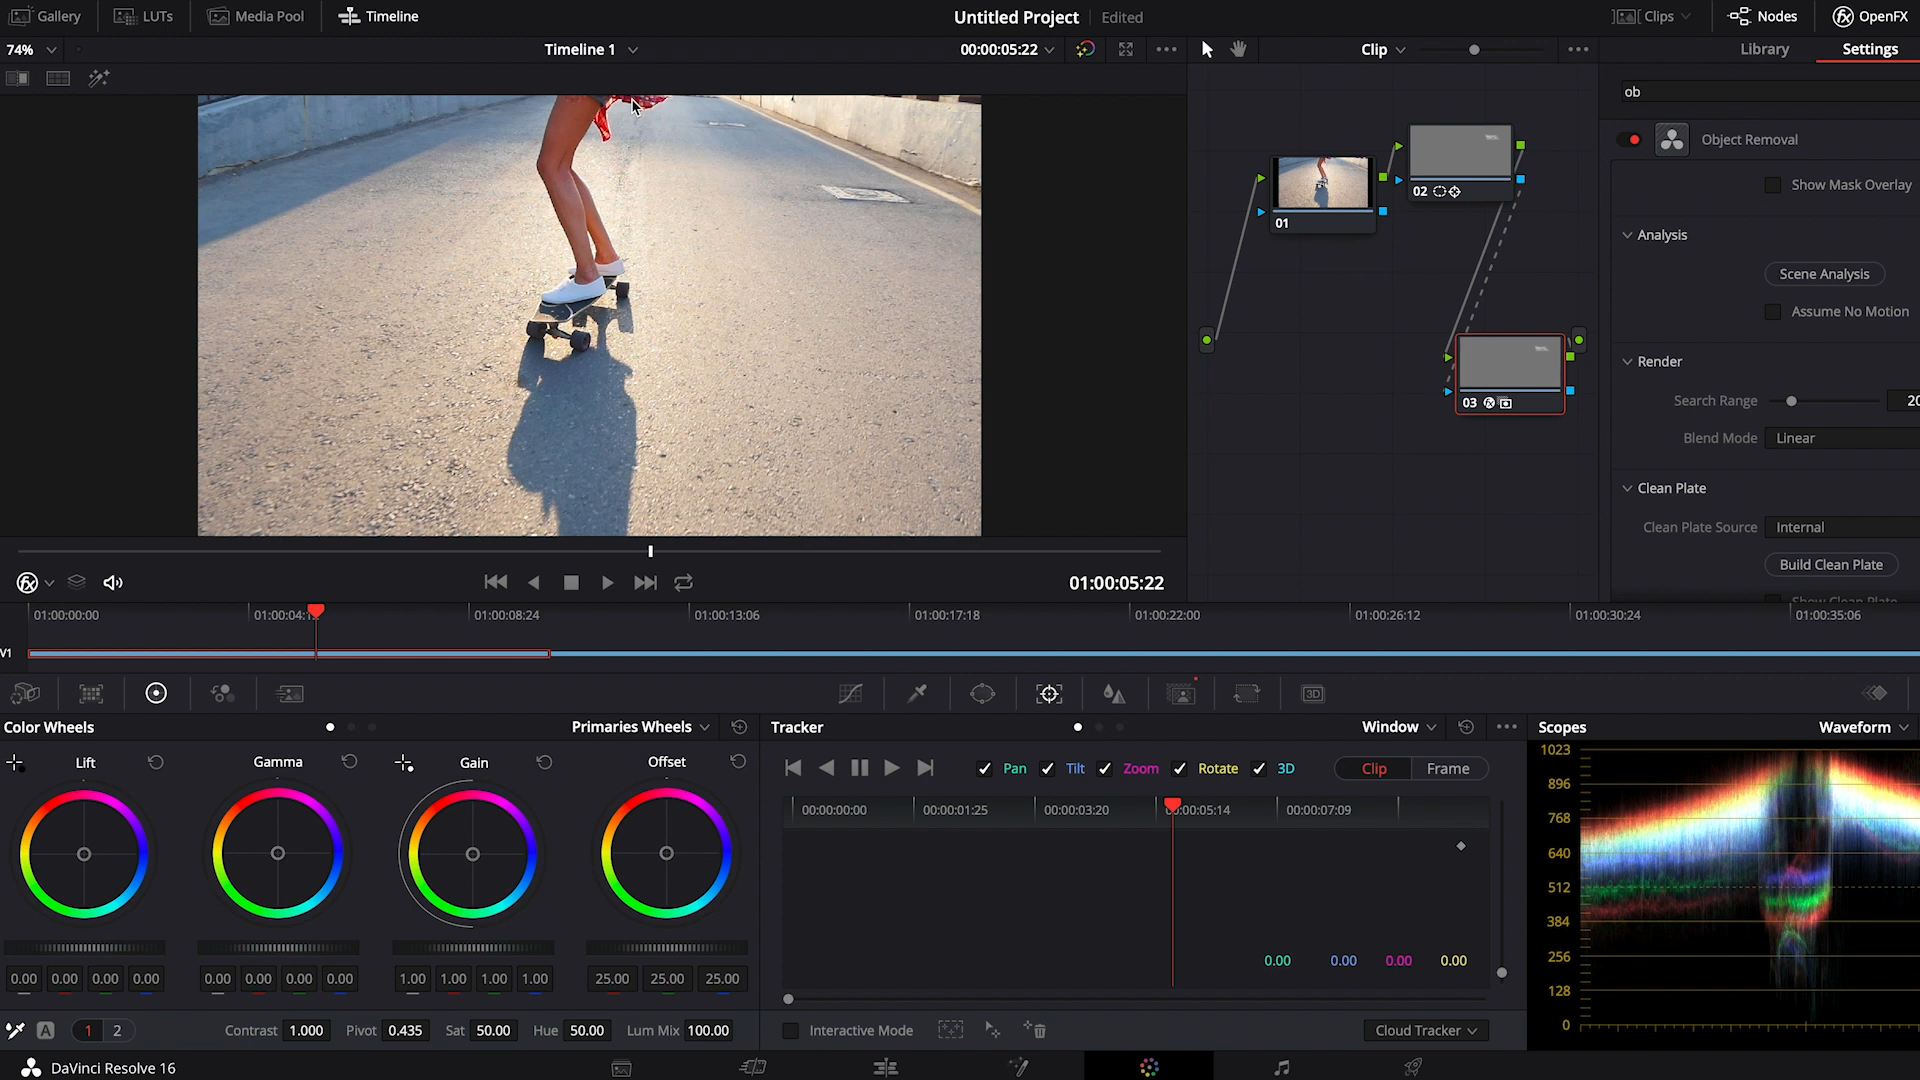 Gallery LUTs Media Pool Timeline Untitled Project Edited Clips Nodes OpenFX
74% Timeline 1 00:00:05:22 Clip Library Settings
ob
Object Removal
Show Mask Overlay
Analysis
Scene Analysis
Assume No Motion
Render
Search Range 20
Blend Mode Linear
Clean Plate
Clean Plate Source Internal
Build Clean Plate
Show Clean Plate
01
02
03
01:00:05:22
01:00:00:00 01:00:08:24 01:00:13:06 01:00:17:18 01:00:22:00 01:00:26:12 01:00:30:24 01:00:35:06
V1
3D
Color Wheels Primaries Wheels Tracker Window Scopes Waveform
Lift Gamma Gain Offset
Pan Tilt Zoom Rotate 3D Clip Frame
00:00:00:00 00:00:01:25 00:00:03:20 00:00:05:14 00:00:07:09
0.00 0.00 0.00 0.00
0.00 0.00 0.00 0.00 0.00 0.00 0.00 0.00 1.00 1.00 1.00 1.00 25.00 25.00 25.00
A 1 2 Contrast 1.000 Pivot 0.435 Sat 50.00 Hue 50.00 Lum Mix 100.00
Interactive Mode Cloud Tracker
1023
896
768
640
512
384
256
128
0
DaVinci Resolve 16